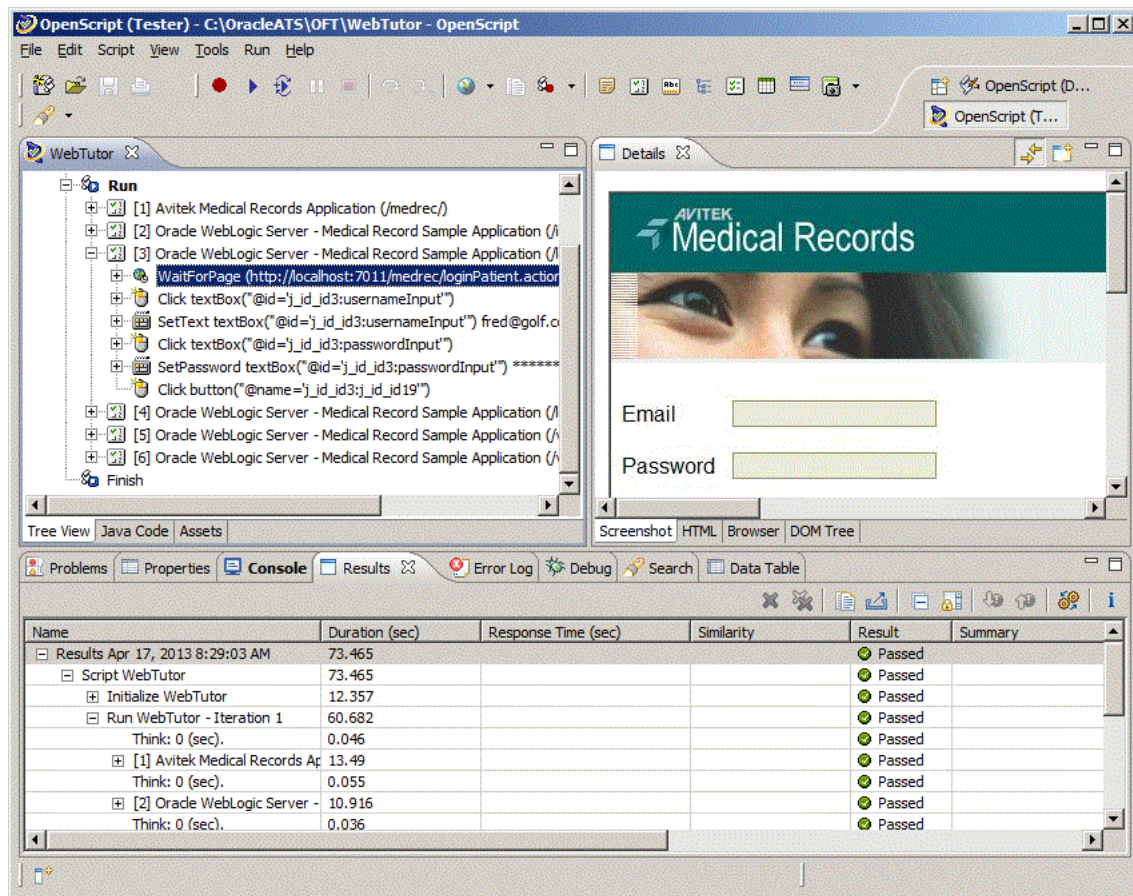 OpenScript (Tester) - C:\OracleATS\OFT\WebTutor - OpenScript
File Edit Script View Tools Run Help
Abc
OpenScript (D...
OpenScript (T...
WebTutor
Run
[1] Avitek Medical Records Application (/medrec/)
[2] Oracle WebLogic Server - Medical Record Sample Application (/i
[3] Oracle WebLogic Server - Medical Record Sample Application (/l
WaitForPage (http://localhost:7011/medrec/loginPatient.action
Click textBox("@id='j_id_id3:usernameInput'")
SetText textBox("@id='j_id_id3:usernameInput'") fred@golf.c
Click textBox("@id='j_id_id3:passwordInput'")
SetPassword textBox("@id='j_id_id3:passwordInput'") *******
Click button("@name='j_id_id3:j_id_id19'")
[4] Oracle WebLogic Server - Medical Record Sample Application (/l
[5] Oracle WebLogic Server - Medical Record Sample Application (/v
[6] Oracle WebLogic Server - Medical Record Sample Application (/v
Finish
Tree View Java Code Assets
Details
AVITEK
Medical Records
Email
Password
Screenshot HTML Browser DOM Tree
Problems Properties Console Results Error Log Debug Search Data Table
Name Duration (sec) Response Time (sec) Similarity Result Summary
Results Apr 17, 2013 8:29:03 AM 73.465 Passed
Script WebTutor 73.465 Passed
Initialize WebTutor 12.357 Passed
Run WebTutor - Iteration 1 60.682 Passed
Think: 0 (sec). 0.046 Passed
[1] Avitek Medical Records Ap 13.49 Passed
Think: 0 (sec). 0.055 Passed
[2] Oracle WebLogic Server - 10.916 Passed
Think: 0 (sec). 0.036 Passed